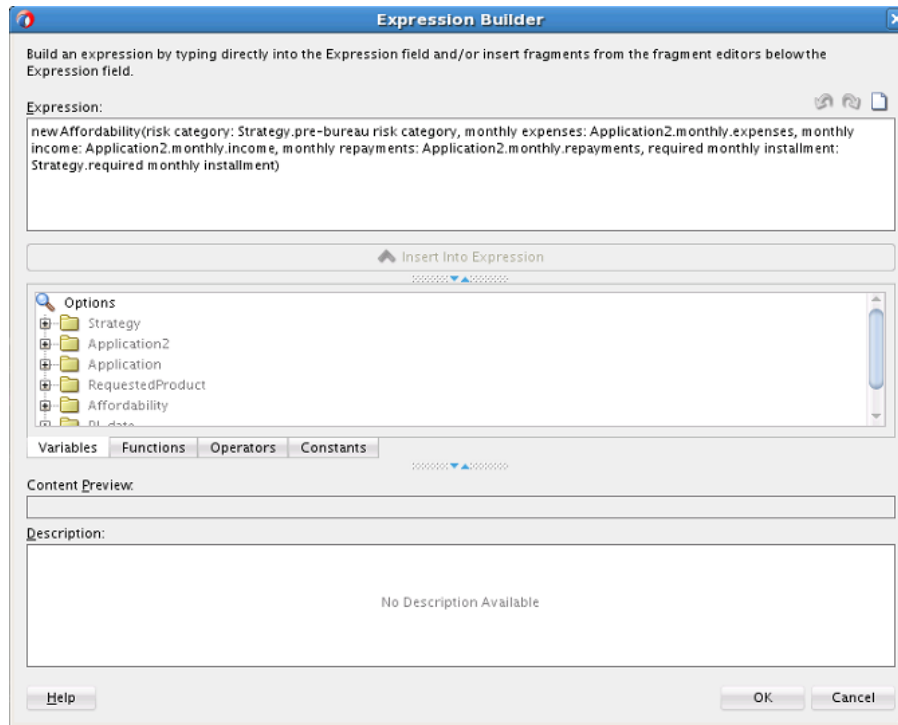 Expression Builder
Build an expression by typing directly into the Expression field and/or insert fragments from the fragment editors below the
Expression field.
Expression:
new Affordability(risk category: Strategy.pre-bureau risk category, monthly expenses: Application2.monthly.expenses, monthly
income: Application2.monthly.income, monthly repayments: Application2.monthly.repayments, required monthly installment:
Strategy.required monthly installment)
Insert Into Expression
Options
Strategy
Application2
Application
RequestedProduct
Affordability
Variables Functions Operators Constants
Content Preview:
Description:
No Description Available
Help OK Cancel